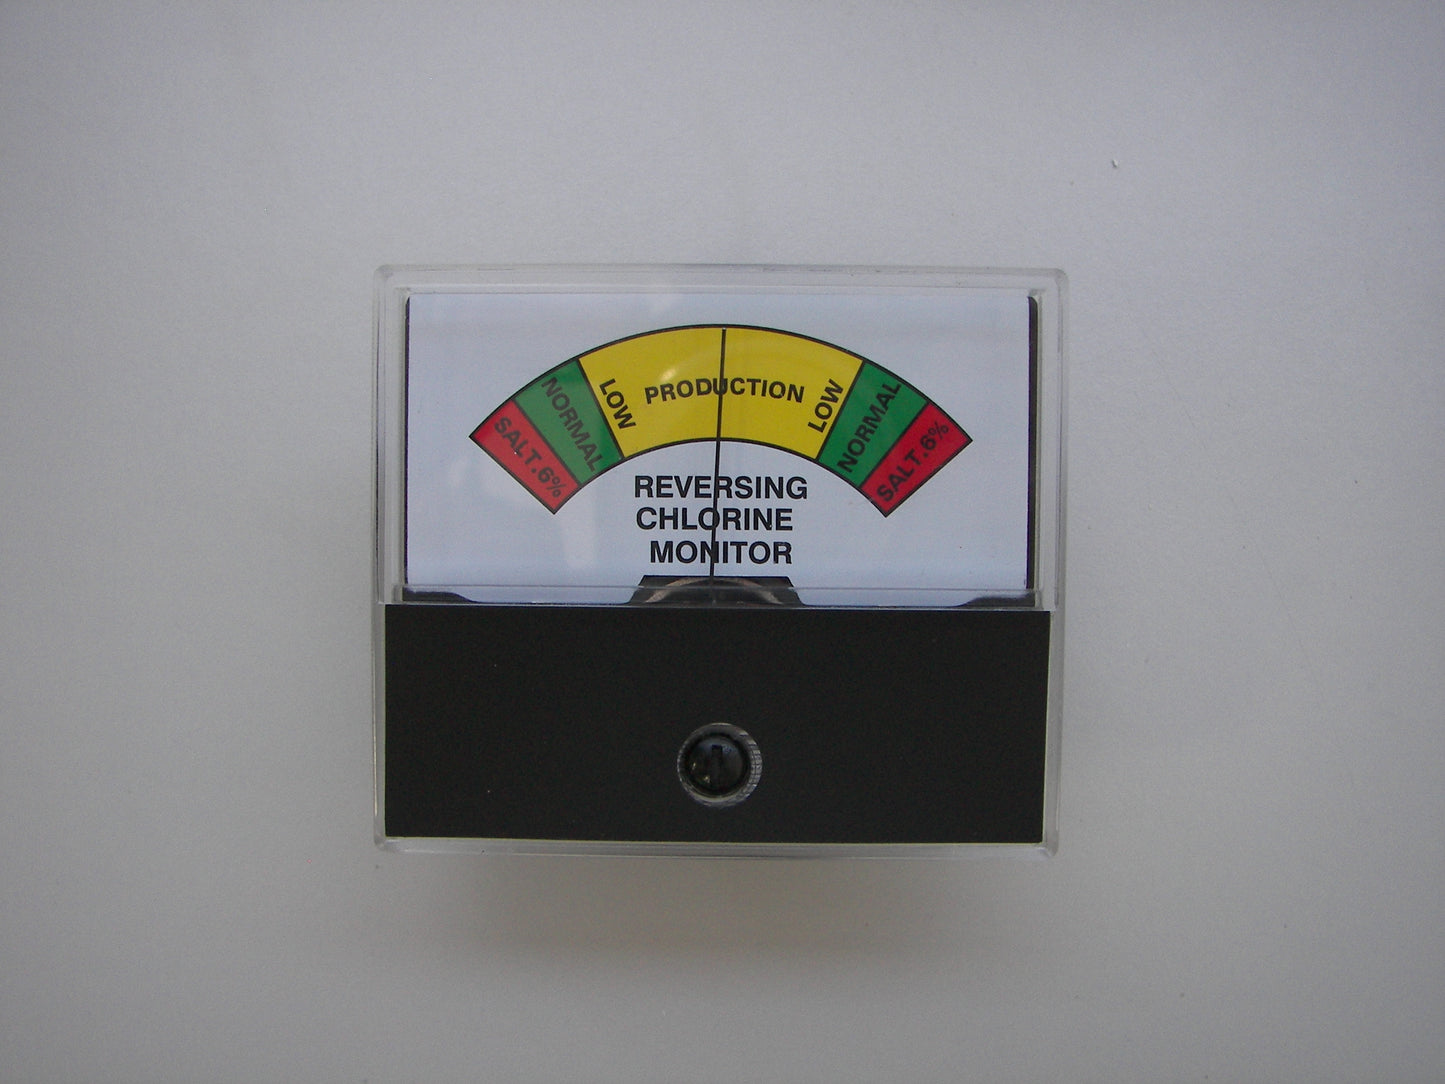 SALT.6%
NORMAL
LOW
PRODUCTION
LOW
NORMAL
SALT.6%
REVERSING
CHLORINE
MONITOR